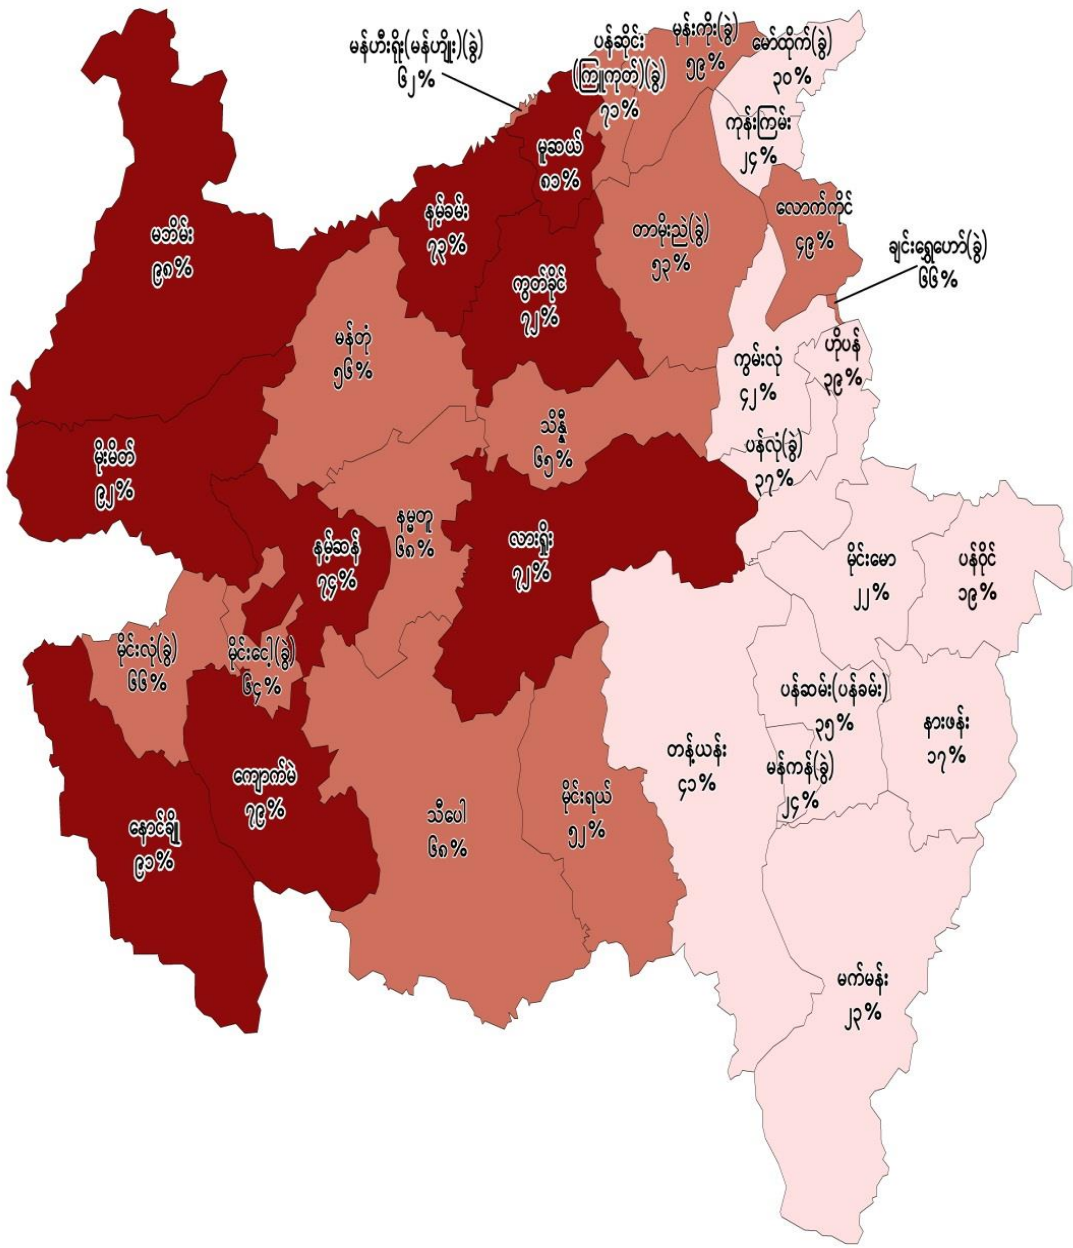 မန်ဟီးရိုး(မန်ဟျိုး)(ခွဲ)
၆၂%
ပန်ဆိုင်း
(ကြူကုတ်)(ခွဲ)
၇၁%
မုန်းကိုး(ခွဲ)
၅၉%
မော်ထိုက်(ခွဲ)
၃၀%
ကုန်းကြမ်း
၂၄%
မူဆယ်
၈၁%
နမ့်ခမ်း
၇၃%
မဘိမ်း
၉၈%
တာမိုးညဲ(ခွဲ)
၅၃%
လောက်ကိုင်
၄၉%
ချင်းရွှေဟော်(ခွဲ)
၆၆%
ကွတ်ခိုင်
၇၂%
မန်တုံ
၅၆%
ကွမ်းလုံ
၄၂%
ဟိုပန်
၃၉%
သိန္နီ
၆၅%
ပန်လုံ(ခွဲ)
၃၇%
မိုးမိတ်
၉၂%
နမ္မတူ
၆၈%
လားရှိုး
၇၂%
နမ့်ဆန်
၇၄%
မိုင်းမော
၂၂%
ပန်ဝိုင်
၁၉%
မိုင်းလုံ(ခွဲ)
၆၆%
မိုင်းငေါ့(ခွဲ)
၆၄%
ပန်ဆမ်း(ပန်ခမ်း)
၃၅%
နားဖန်း
၁၇%
တန့်ယန်း
၄၁%
မန်ကန်(ခွဲ)
၂၄%
ကျောက်မဲ
၇၉%
မိုင်းရယ်
၅၂%
သီပေါ
၆၈%
နောင်ချို
၉၁%
မက်မန်း
၂၃%